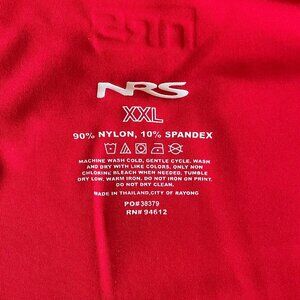 NRS
XXL
90% NYLON, 10% SPANDEX
MACHINE WASH COLD, GENTLE CYCLE. WASH
AND DRY WITH LIKE COLORS. ONLY NON
CHLORINE BLEACH WHEN NEEDED, TUMBLE
DRY LOW. WARM IRON. DO NOT IRON ON PRINT.
DO NOT DRY CLEAN.
MADE IN THAILAND,CITY OF RAYONG
PO#38379
RN# 94612